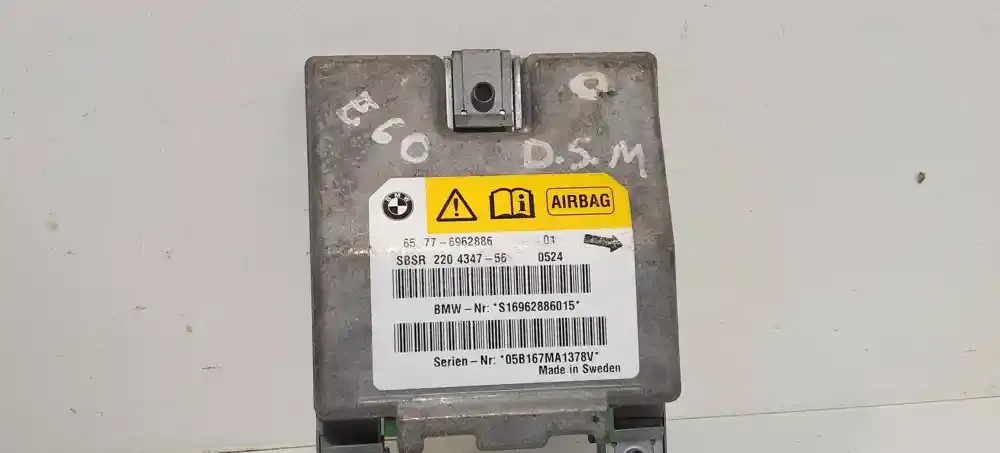 E60
O
D.S.M
BMW
AIRBAG
65.77-6962886 01
SBSR 220 4347-56 0524
BMW-Nr: *S16962886015*
Serien-Nr: *05B167MA1378V*
Made in Sweden